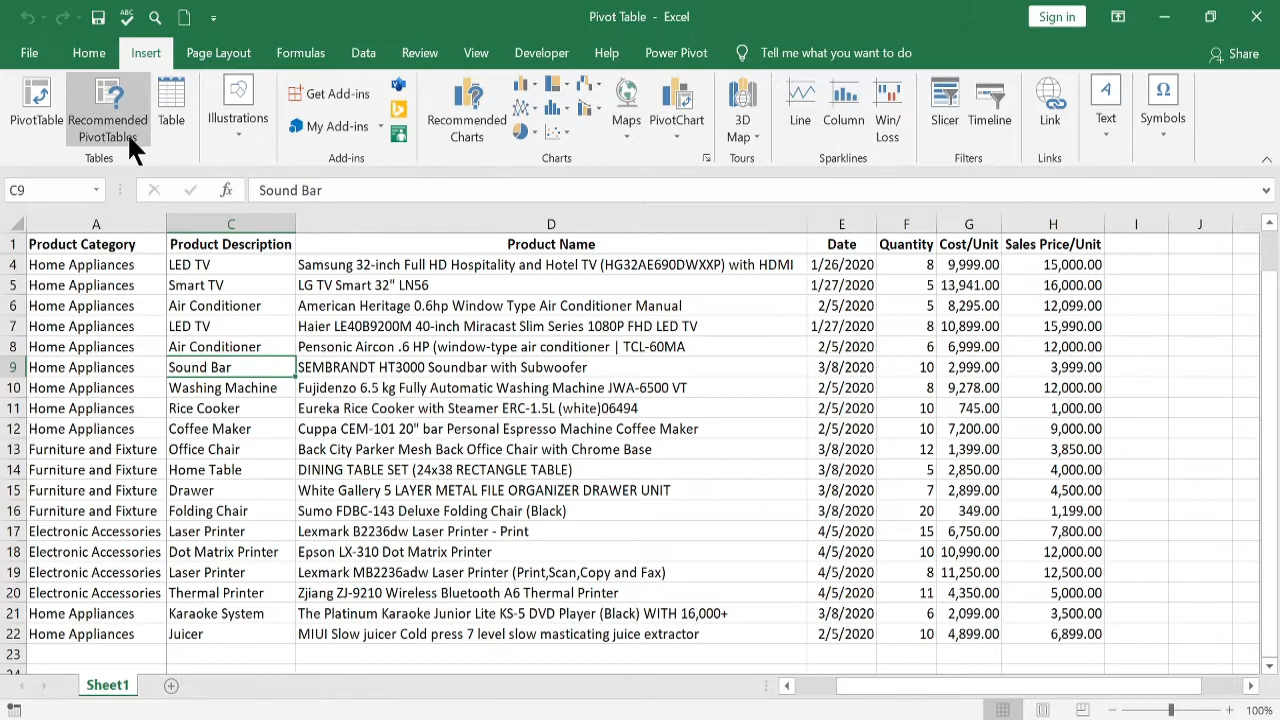 Pivot Table - Excel
Sign in
File Home Insert Page Layout Formulas Data Review View Developer Help Power Pivot Tell me what you want to do Share
PivotTable Recommended PivotTables Table Illustrations Get Add-ins My Add-ins Recommended Charts Maps PivotChart 3D Map Line Column Win/Loss Slicer Timeline Link Text Symbols
Tables Add-ins Charts Tours Sparklines Filters Links
C9 fx Sound Bar
A C D E F G H I J
1 Product Category Product Description Product Name Date Quantity Cost/Unit Sales Price/Unit
4 Home Appliances LED TV Samsung 32-inch Full HD Hospitality and Hotel TV (HG32AE690DWXXP) with HDMI 1/26/2020 8 9,999.00 15,000.00
5 Home Appliances Smart TV LG TV Smart 32" LN56 1/27/2020 5 13,941.00 16,000.00
6 Home Appliances Air Conditioner American Heritage 0.6hp Window Type Air Conditioner Manual 2/5/2020 5 8,295.00 12,099.00
7 Home Appliances LED TV Haier LE40B9200M 40-inch Miracast Slim Series 1080P FHD LED TV 1/27/2020 8 10,899.00 15,990.00
8 Home Appliances Air Conditioner Pensonic Aircon .6 HP (window-type air conditioner | TCL-60MA 2/5/2020 6 6,999.00 12,000.00
9 Home Appliances Sound Bar SEMBRANDT HT3000 Soundbar with Subwoofer 3/8/2020 10 2,999.00 3,999.00
10 Home Appliances Washing Machine Fujidenzo 6.5 kg Fully Automatic Washing Machine JWA-6500 VT 2/5/2020 8 9,278.00 12,000.00
11 Home Appliances Rice Cooker Eureka Rice Cooker with Steamer ERC-1.5L (white)06494 2/5/2020 10 745.00 1,000.00
12 Home Appliances Coffee Maker Cuppa CEM-101 20" bar Personal Espresso Machine Coffee Maker 2/5/2020 10 7,200.00 9,000.00
13 Furniture and Fixture Office Chair Back City Parker Mesh Back Office Chair with Chrome Base 3/8/2020 12 1,399.00 3,850.00
14 Furniture and Fixture Home Table DINING TABLE SET (24x38 RECTANGLE TABLE) 3/8/2020 5 2,850.00 4,000.00
15 Furniture and Fixture Drawer White Gallery 5 LAYER METAL FILE ORGANIZER DRAWER UNIT 3/8/2020 7 2,899.00 4,500.00
16 Furniture and Fixture Folding Chair Sumo FDBC-143 Deluxe Folding Chair (Black) 3/8/2020 20 349.00 1,199.00
17 Electronic Accessories Laser Printer Lexmark B2236dw Laser Printer - Print 4/5/2020 15 6,750.00 7,800.00
18 Electronic Accessories Dot Matrix Printer Epson LX-310 Dot Matrix Printer 4/5/2020 10 10,990.00 12,000.00
19 Electronic Accessories Laser Printer Lexmark MB2236adw Laser Printer (Print,Scan,Copy and Fax) 4/5/2020 8 11,250.00 12,500.00
20 Electronic Accessories Thermal Printer Zjiang ZJ-9210 Wireless Bluetooth A6 Thermal Printer 4/5/2020 11 4,350.00 5,000.00
21 Home Appliances Karaoke System The Platinum Karaoke Junior Lite KS-5 DVD Player (Black) WITH 16,000+ 3/8/2020 6 2,099.00 3,500.00
22 Home Appliances Juicer MIUI Slow juicer Cold press 7 level slow masticating juice extractor 2/5/2020 10 4,899.00 6,899.00
23
Sheet1
100%